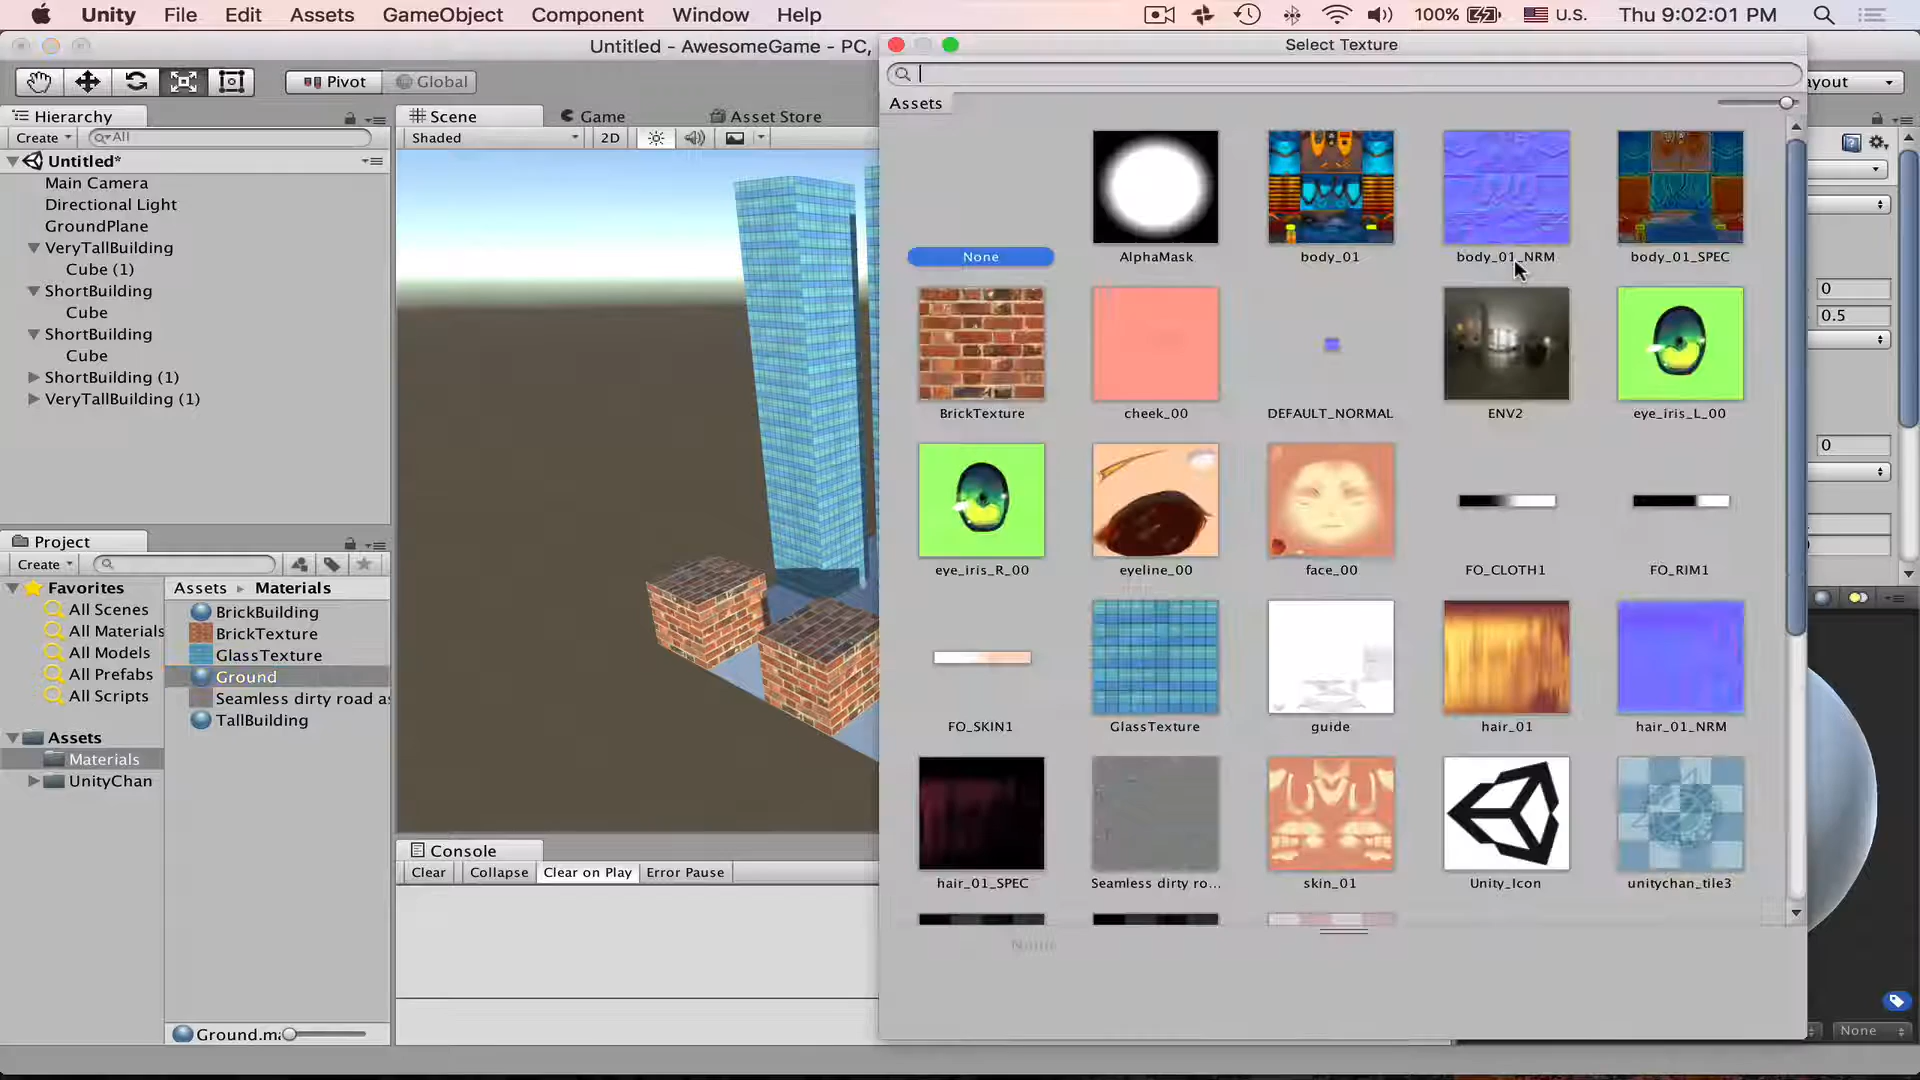 Unity File Edit Assets GameObject Component Window Help 100% U.S. Thu 9:02:01 PM
Untitled - AwesomeGame - PC,
Select Texture
Pivot Global
ayout
Hierarchy
Scene Game Asset Store
Create All
Shaded 2D
Assets
Untitled*
Main Camera
Directional Light
GroundPlane
VeryTallBuilding
Cube (1)
ShortBuilding
Cube
ShortBuilding
Cube
ShortBuilding (1)
VeryTallBuilding (1)
None AlphaMask body_01 body_01_NRM body_01_SPEC
BrickTexture cheek_00 DEFAULT_NORMAL ENV2 eye_iris_L_00
eye_iris_R_00 eyeline_00 face_00 FO_CLOTH1 FO_RIM1
FO_SKIN1 GlassTexture guide hair_01 hair_01_NRM
hair_01_SPEC Seamless dirty ro... skin_01 Unity_Icon unitychan_tile3
None
0
0.5
0
Project
Create
Favorites
All Scenes
All Materials
All Models
All Prefabs
All Scripts
Assets
Materials
UnityChan
Assets Materials
BrickBuilding
BrickTexture
GlassTexture
Ground
Seamless dirty road as
TallBuilding
Ground.ma
Console
Clear Collapse Clear on Play Error Pause
None